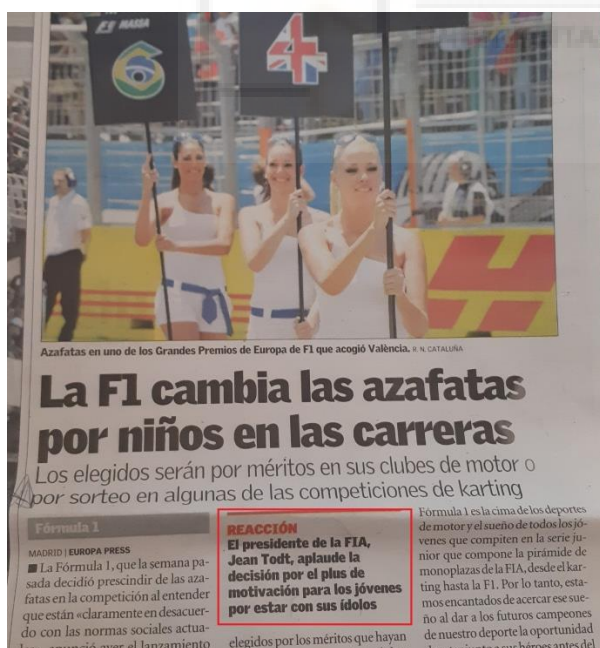 F1 MASSA
6
4
Azafatas en uno de los Grandes Premios de Europa de F1 que acogió València. R. N. CATALUÑA
La F1 cambia las azafatas
por niños en las carreras
Los elegidos serán por méritos en sus clubes de motor o
por sorteo en algunas de las competiciones de karting
Fórmula 1
MADRID | EUROPA PRESS
■ La Fórmula 1, que la semana pa-
sada decidió prescindir de las aza-
fatas en la competición al entender
que están «claramente en desacuer-
do con las normas sociales actua-
REACCIÓN
El presidente de la FIA,
Jean Todt, aplaude la
decisión por el plus de
motivación para los jóvenes
por estar con sus ídolos
elegidos por los méritos que hayan
Fórmula 1 es la cima de los deportes
de motor y el sueño de todos los jó-
venes que compiten en la serie ju-
nior que compone la pirámide de
monoplazas de la FIA, desde el kar-
ting hasta la F1. Por lo tanto, esta-
mos encantados de acercar ese sue-
ño al dar a los futuros campeones
de nuestro deporte la oportunidad